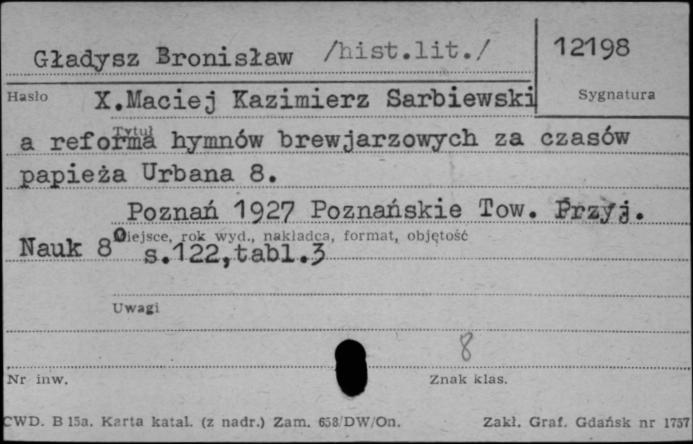 Gładysz Bronisław /hist.lit./ 12198
Hasło X.Maciej Kazimierz Sarbiewski Sygnatura
Tytuł
a reforma hymnów brewjarzowych za czasów
papieża Urbana 8.
Poznań 1927 Poznańskie Tow. Przyj.
Miejsce, rok wyd., nakładca, format, objętość
Nauk 8° s.122,tabl.3
Uwagi
8
Nr inw. Znak klas.
CWD. B 15a. Karta katal. (z nadr.) Zam. 658/DW/On. Zakł. Graf. Gdańsk nr 1757